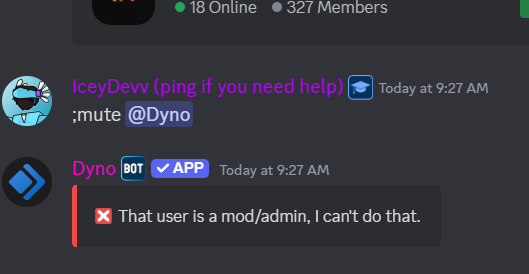 18 Online 327 Members
IceyDevv (ping if you need help) Today at 9:27 AM
;mute @Dyno
Dyno BOT ✓ APP Today at 9:27 AM
❌ That user is a mod/admin, I can't do that.